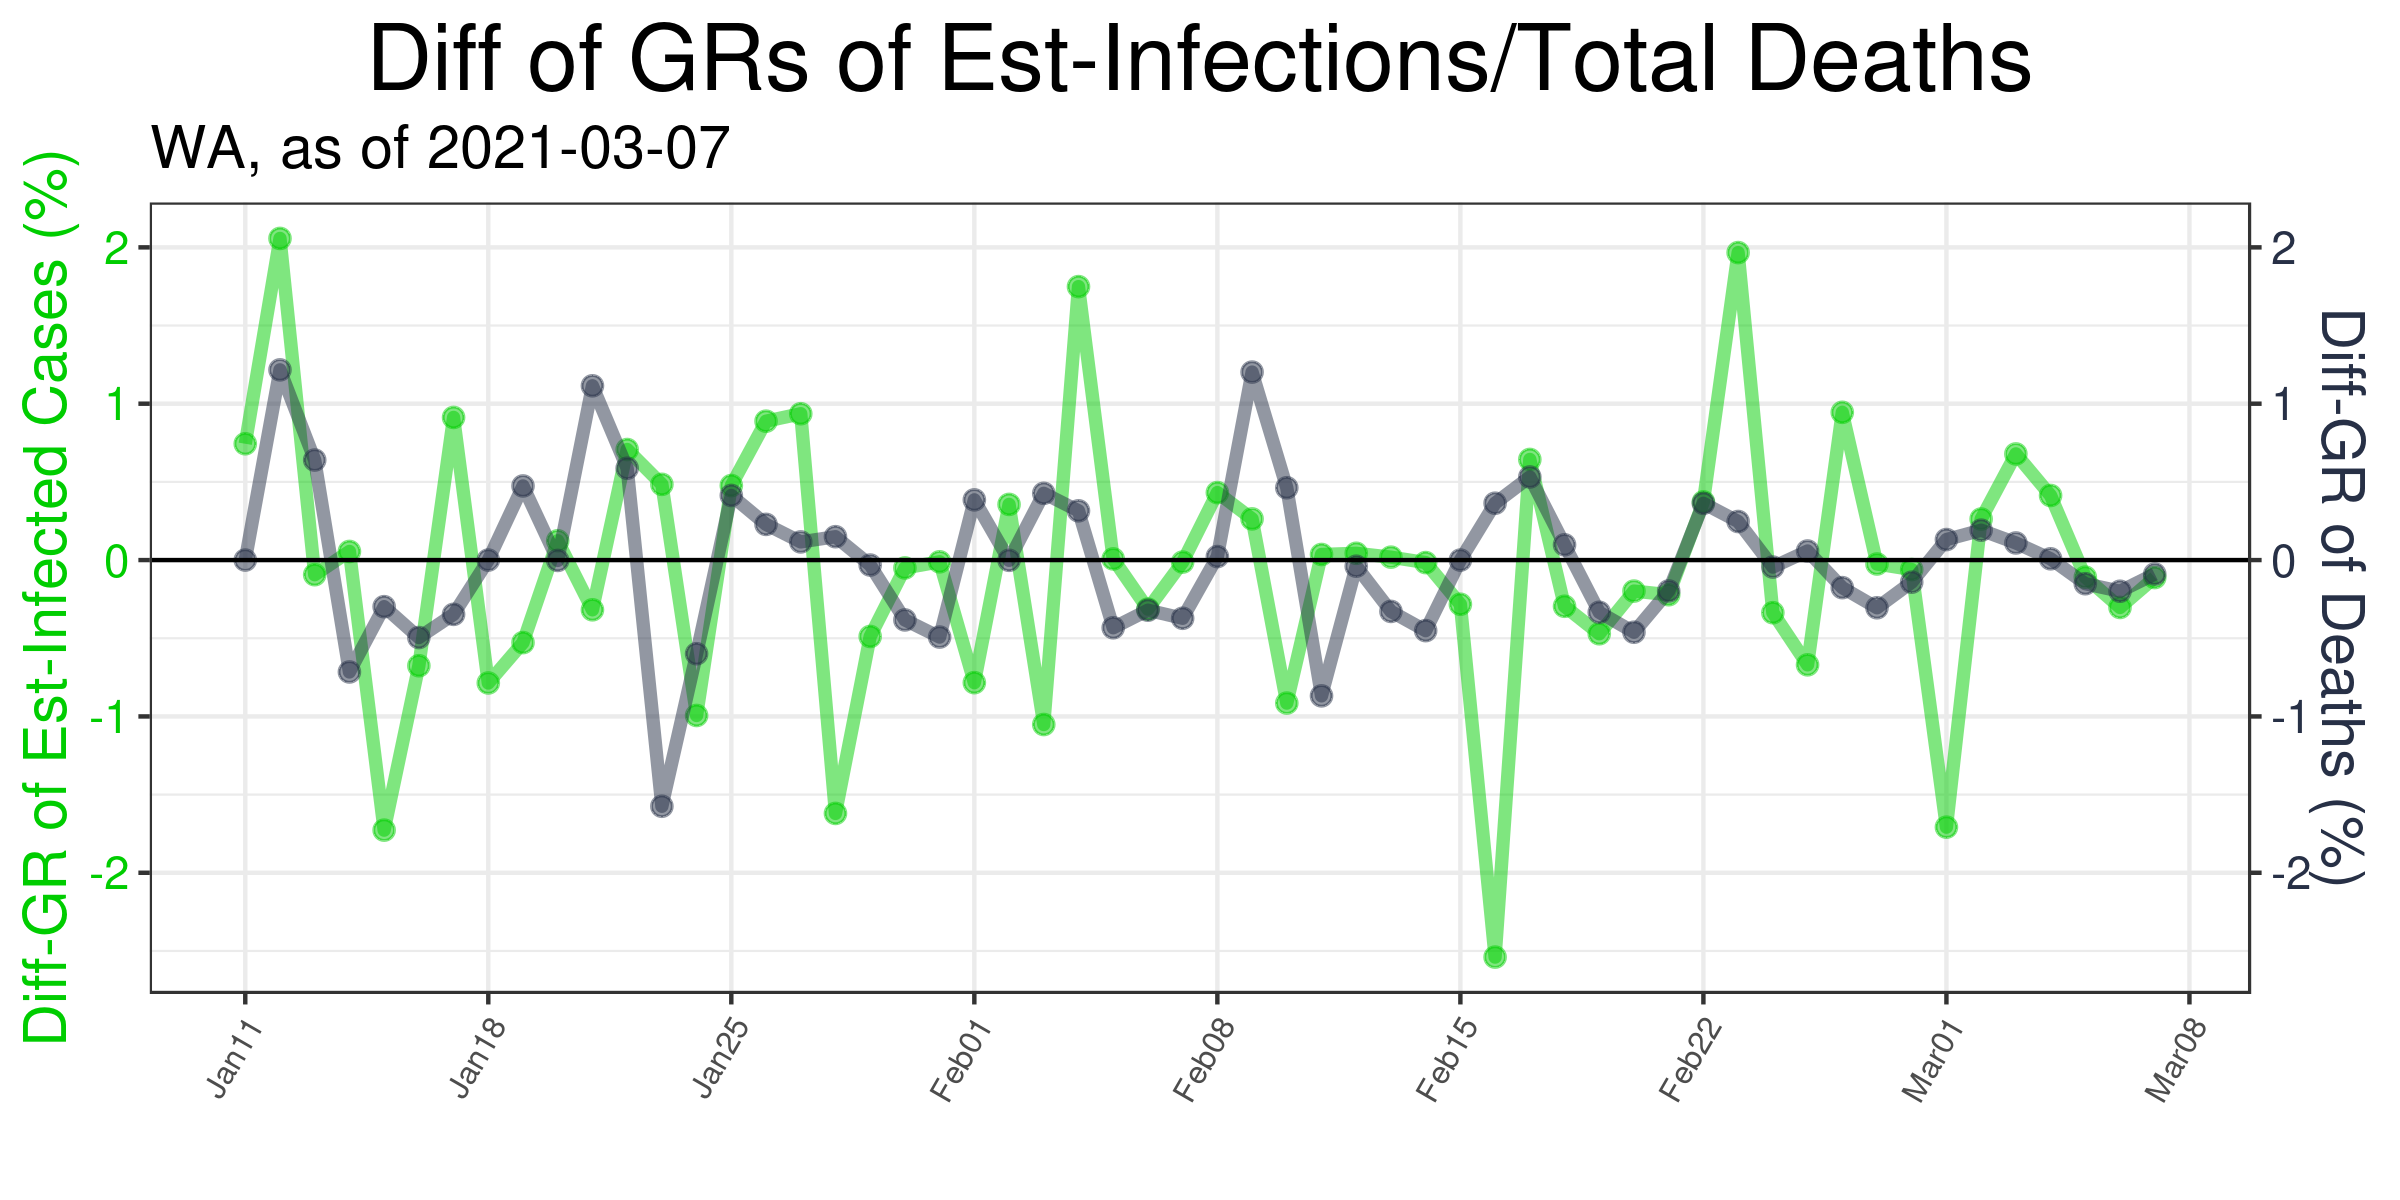 Diff of GRs of Est-Infections/Total Deaths
WA, as of 2021-03-07
Diff-GR of Est-Infected Cases (%)
2
1
0
-1
-2
2
1
0
-1
-2
Diff-GR of Deaths (%)
Jan11
Jan18
Jan25
Feb01
Feb08
Feb15
Feb22
Mar01
Mar08